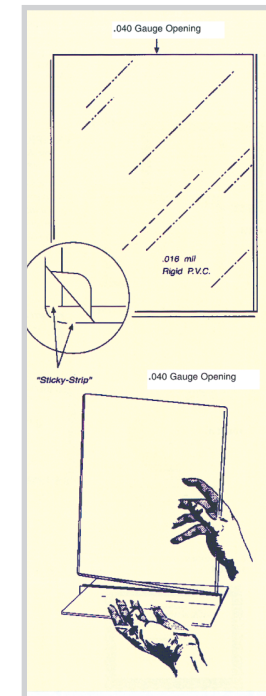 .040 Gauge Opening
.016 mil
Rigid P.V.C.
"Sticky-Strip"
.040 Gauge Opening